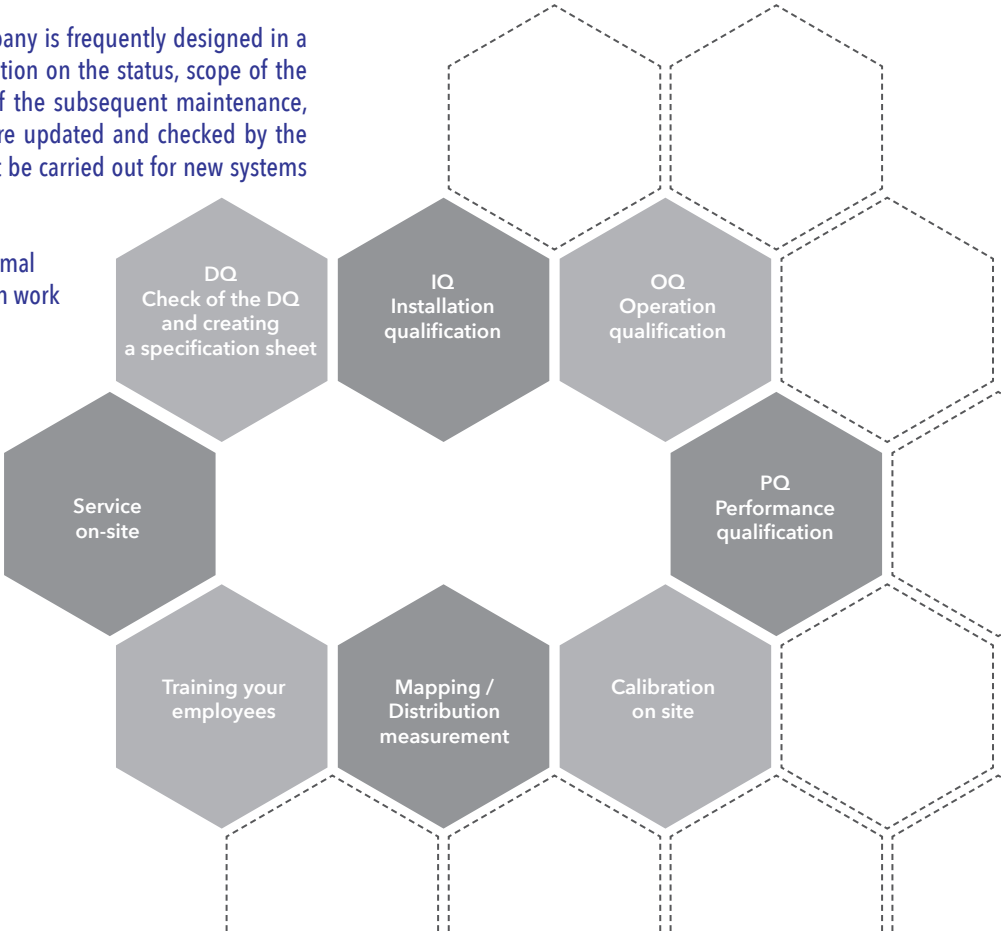 pany is frequently designed in a
tion on the status, scope of the
f the subsequent maintenance,
re updated and checked by the
t be carried out for new systems
mal
n work
DQ
Check of the DQ
and creating
a specification sheet
IQ
Installation
qualification
OQ
Operation
qualification
Service
on-site
PQ
Performance
qualification
Training your
employees
Mapping /
Distribution
measurement
Calibration
on site